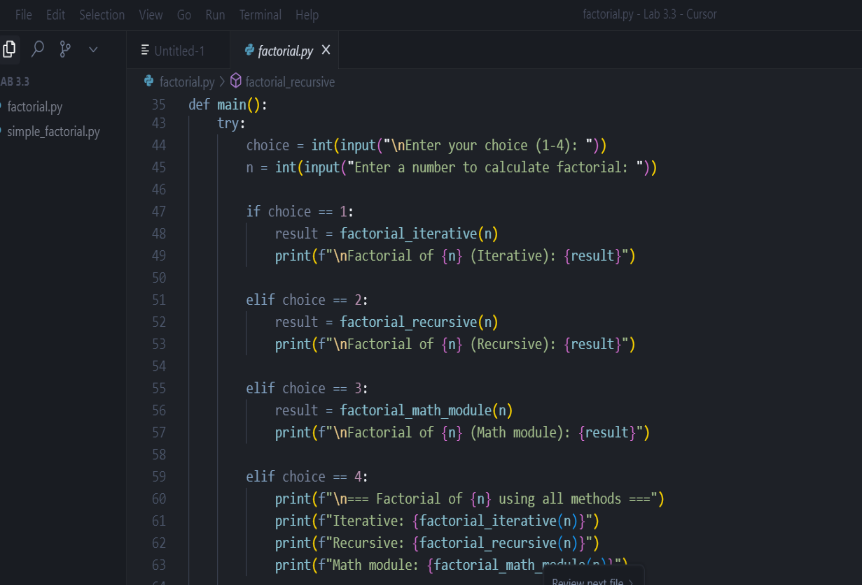 File Edit Selection View Go Run Terminal Help factorial.py - Lab 3.3 - Cursor
Untitled-1 factorial.py
AB 3.3
factorial.py
simple_factorial.py
factorial.py > factorial_recursive
35 def main():
43 try:
44 choice = int(input("\nEnter your choice (1-4): "))
45 n = int(input("Enter a number to calculate factorial: "))
46
47 if choice == 1:
48 result = factorial_iterative(n)
49 print(f"\nFactorial of {n} (Iterative): {result}")
50
51 elif choice == 2:
52 result = factorial_recursive(n)
53 print(f"\nFactorial of {n} (Recursive): {result}")
54
55 elif choice == 3:
56 result = factorial_math_module(n)
57 print(f"\nFactorial of {n} (Math module): {result}")
58
59 elif choice == 4:
60 print(f"\n=== Factorial of {n} using all methods ===")
61 print(f"Iterative: {factorial_iterative(n)}")
62 print(f"Recursive: {factorial_recursive(n)}")
63 print(f"Math module: {factorial_math_module(n)}")
Review next file >